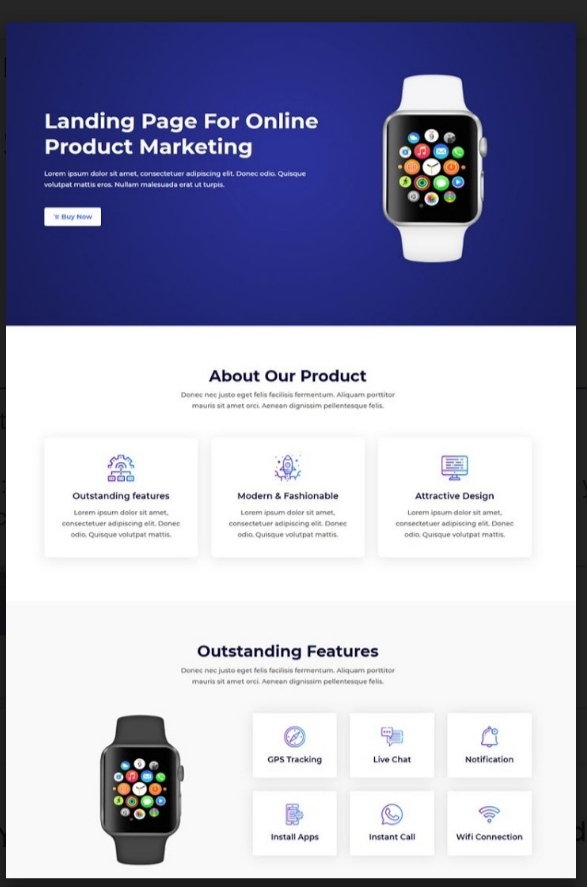 Landing Page For Online
Product Marketing
Lorem ipsum dolor sit amet, consectetuer adipiscing elit. Donec odio. Quisque
volutpat mattis eros. Nullam malesuada erat ut turpis.
Buy Now
About Our Product
Donec nec justo eget felis facilisis fermentum. Aliquam porttitor
mauris sit amet orci. Aenean dignissim pellentesque felis.
Outstanding features
Lorem ipsum dolor sit amet,
consectetuer adipiscing elit. Donec
odio. Quisque volutpat mattis.
Modern & Fashionable
Lorem ipsum dolor sit amet,
consectetuer adipiscing elit. Donec
odio. Quisque volutpat mattis.
Attractive Design
Lorem ipsum dolor sit amet,
consectetuer adipiscing elit. Donec
odio. Quisque volutpat mattis.
Outstanding Features
Donec nec justo eget felis facilisis fermentum. Aliquam porttitor
mauris sit amet orci. Aenean dignissim pellentesque felis.
GPS Tracking
Live Chat
Notification
Install Apps
Instant Call
Wifi Connection